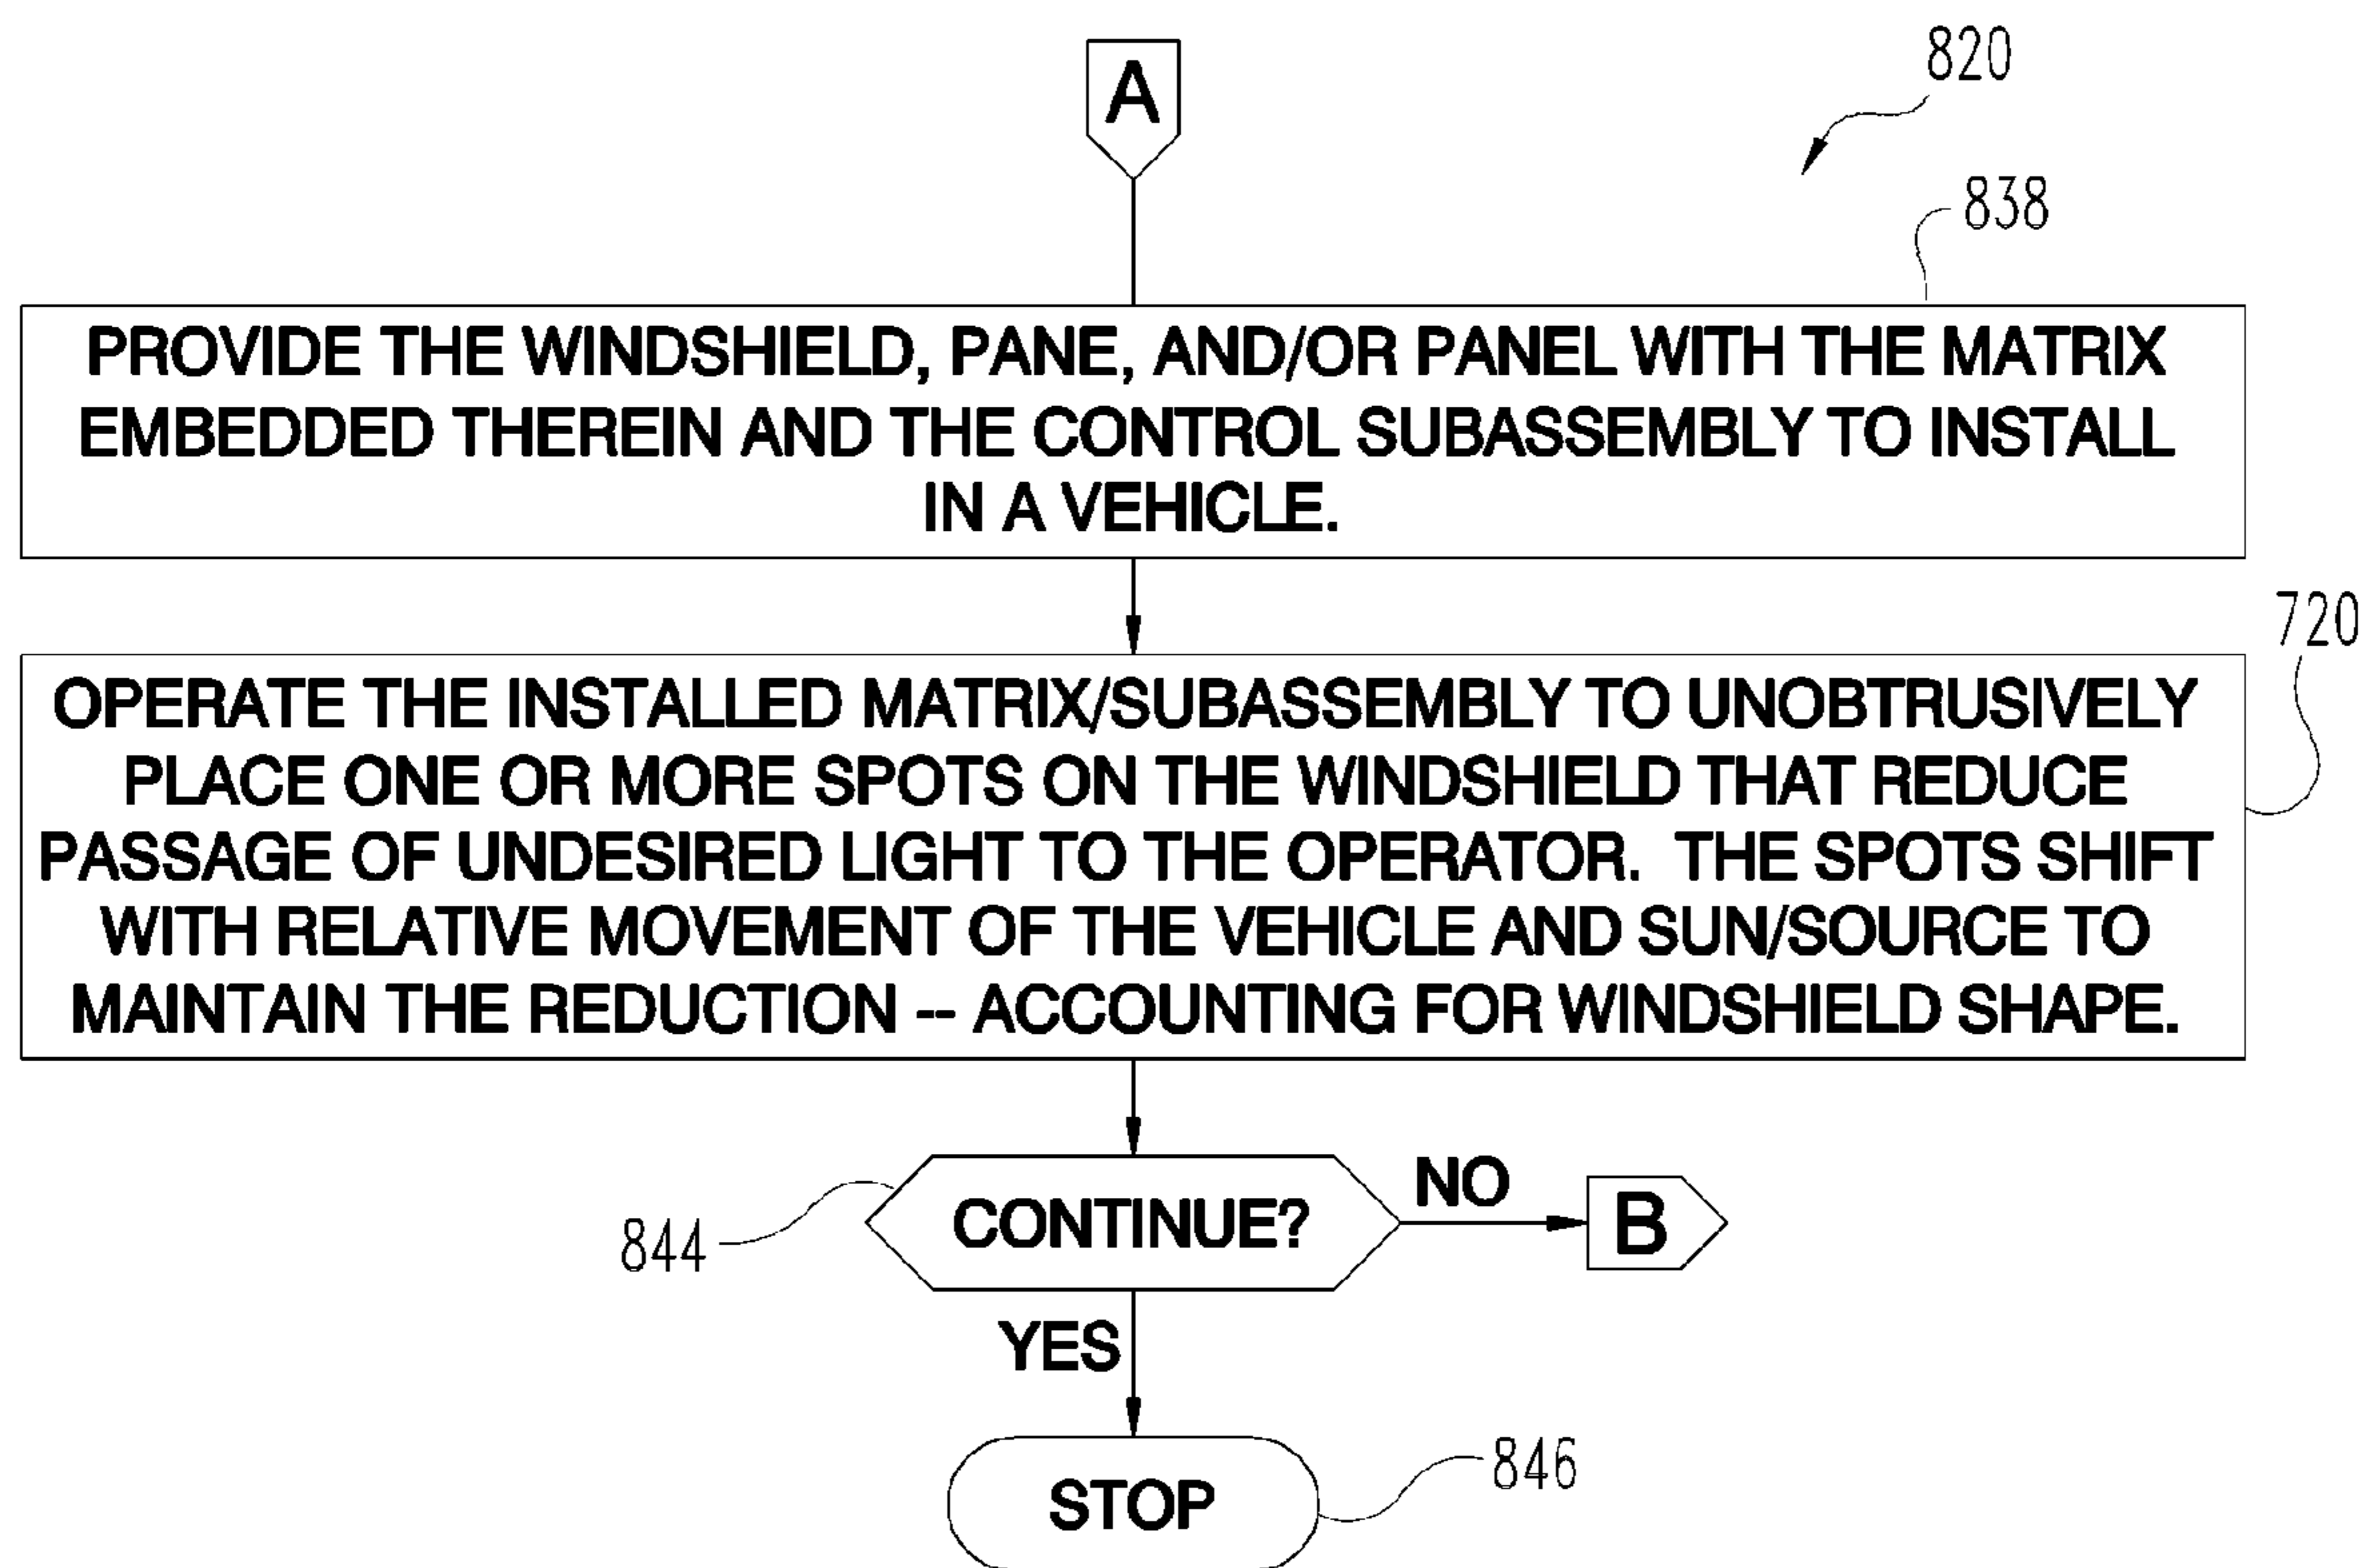 A
820
838
PROVIDE THE WINDSHIELD, PANE, AND/OR PANEL WITH THE MATRIX
EMBEDDED THEREIN AND THE CONTROL SUBASSEMBLY TO INSTALL
IN A VEHICLE.
720
OPERATE THE INSTALLED MATRIX/SUBASSEMBLY TO UNOBTRUSIVELY
PLACE ONE OR MORE SPOTS ON THE WINDSHIELD THAT REDUCE
PASSAGE OF UNDESIRED LIGHT TO THE OPERATOR. THE SPOTS SHIFT
WITH RELATIVE MOVEMENT OF THE VEHICLE AND SUN/SOURCE TO
MAINTAIN THE REDUCTION -- ACCOUNTING FOR WINDSHIELD SHAPE.
844
CONTINUE?
NO
B
YES
STOP
846